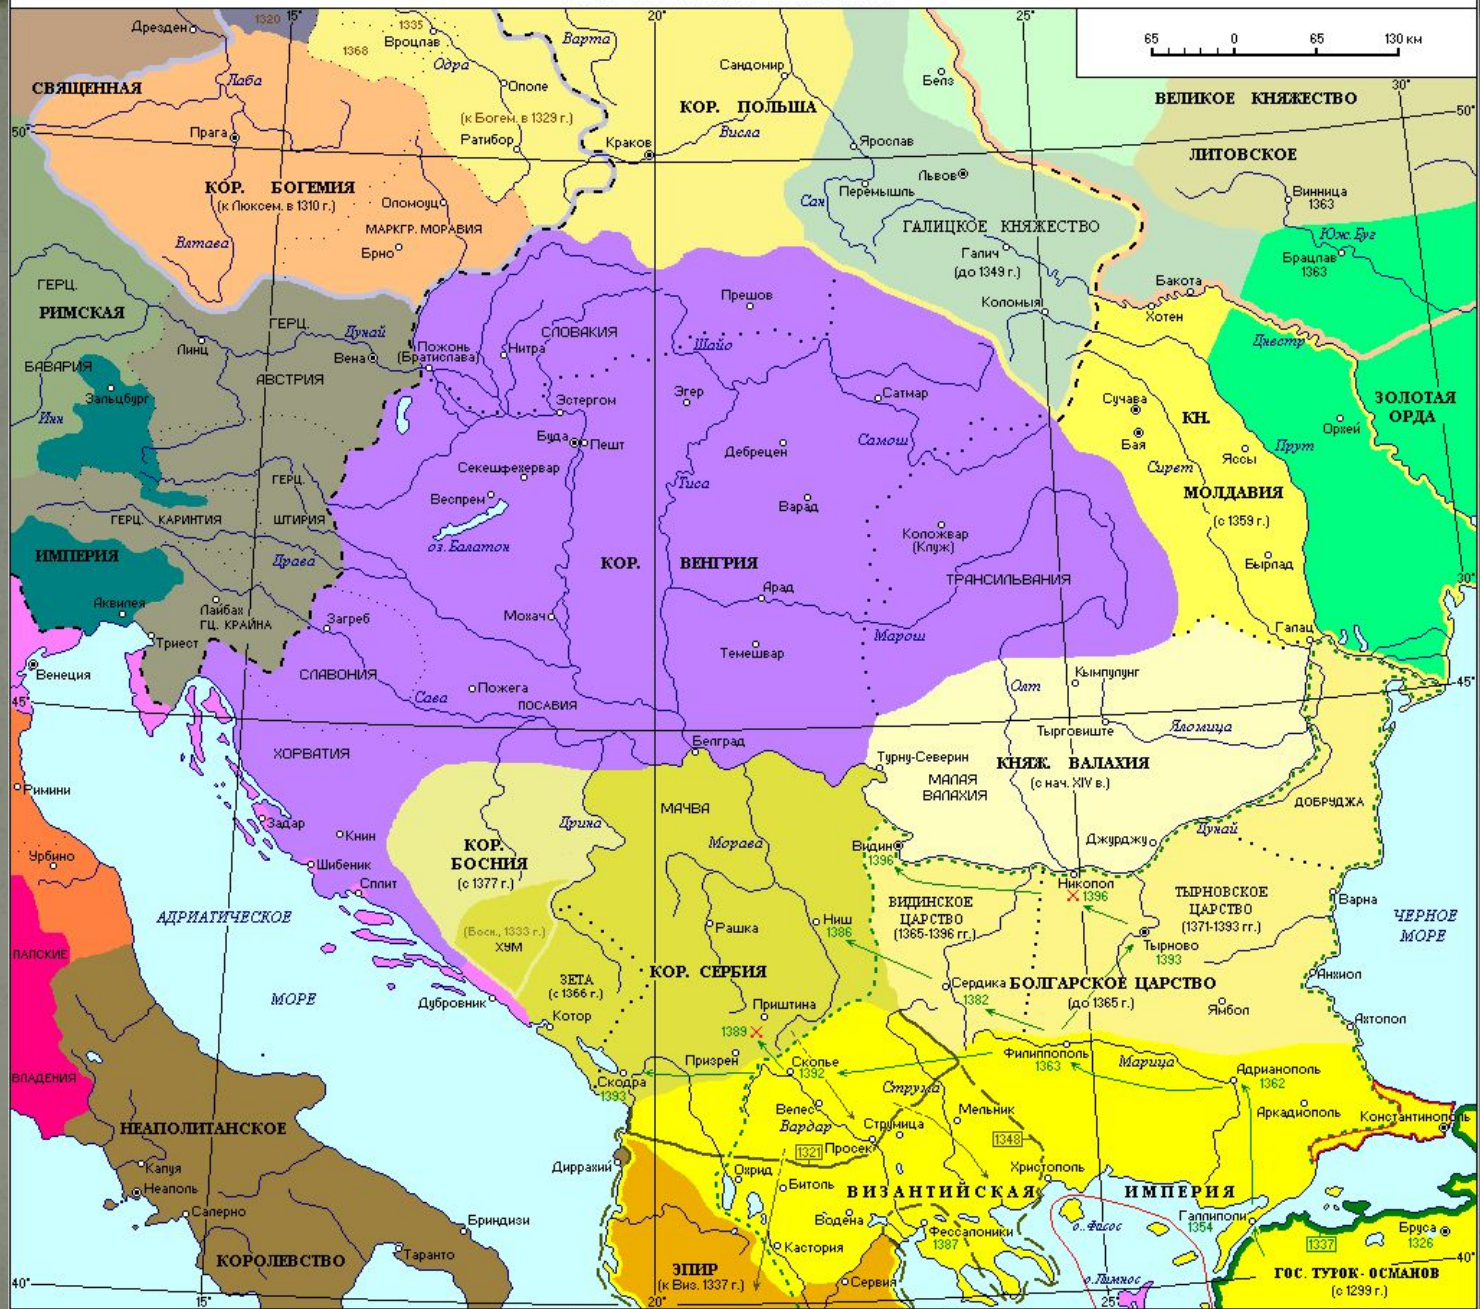 15°
20°
25°
65 0 65 130 км
1320
1335
1368
Дрезден
Вроцлав
Варта
Одра
Лаба
СВЯЩЕННАЯ
Ополе
(к Богем. в 1329 г.)
Ратибор
Сандомир
КОР. ПОЛЬША
Висла
Краков
Белз
30°
ВЕЛИКОЕ КНЯЖЕСТВО
50°
50°
ЛИТОВСКОЕ
Прага
Ярослав
Перемышль
Львов
Сан
Винница
1363
КОР. БОГЕМИЯ
(к Люксем. в 1310 г.)
Оломоуц
МАРКГР. МОРАВИЯ
Влтава
Брно
ГАЛИЦКОЕ КНЯЖЕСТВО
Галич
(до 1349 г.)
Коломыя
Юж. Буг
Брацлав
1363
Бакота
Хотен
Днестр
ГЕРЦ.
РИМСКАЯ
БАВАРИЯ
Инн
Зальцбург
Линц
ГЕРЦ.
Дунай
Вена
АВСТРИЯ
Пожонь
(Братислава)
СЛОВАКИЯ
Нитра
Прешов
Шайо
Эстергом
Эгер
Сатмар
Буда
Пешт
Дебрецен
Самош
Сучава
Бая
КН.
Сирет
Яссы
Прут
Орхей
ЗОЛОТАЯ
ОРДА
МОЛДАВИЯ
(с 1359 г.)
Бырлад
Галац
30°
Секешфехервар
Веспрем
Тиса
Варад
оз. Балатон
КОР. ВЕНГРИЯ
Коложвар
(Клуж)
ТРАНСИЛЬВАНИЯ
ГЕРЦ.
ШТИРИЯ
ГЕРЦ. КАРИНТИЯ
ИМПЕРИЯ
Драва
Аквилея
Лайбах
ГЦ. КРАЙНА
Триест
Венеция
Загреб
Мохач
Арад
Марош
Темешвар
СЛАВОНИЯ
Сава
Пожега
ПОСАВИЯ
45°
45°
Олт
Кымпулунг
Тырговиште
Яломица
ХОРВАТИЯ
Белград
Турну-Северин
МАЛАЯ
ВАЛАХИЯ
КНЯЖ. ВАЛАХИЯ
(с нач. XIV в.)
ДОБРУДЖА
Римини
Урбино
Задар
Книн
Шибеник
Сплит
КОР.
БОСНИЯ
(с 1377 г.)
МАЧВА
Дрина
Морава
Видин
1396
Джурджу
Дунай
Никопол
1396
ВИДИНСКОЕ
ЦАРСТВО
(1365-1396 гг.)
ТЫРНОВСКОЕ
ЦАРСТВО
(1371-1393 гг.)
Варна
ЧЕРНОЕ
МОРЕ
АДРИАТИЧЕСКОЕ
МОРЕ
ПАПСКИЕ
ВЛАДЕНИЯ
(Босн., 1333 г.)
ХУМ
Рашка
Ниш
1386
Тырново
1393
ЗЕТА
(с 1366 г.)
КОР. СЕРБИЯ
Сердика
1382
БОЛГАРСКОЕ ЦАРСТВО
(до 1365 г.)
Анхиол
Ямбол
Ахтопол
Дубровник
Котор
Приштина
1389
Призрен
Скодра
1393
Скопье
1392
Филиппополь
1363
Марица
Адрианополь
1362
Аркадиополь
Константинополь
Струма
Велес
Вардар
Струмица
Просек
Мельник
1321
1348
Христополь
НЕАПОЛИТАНСКОЕ
Капуя
Неаполь
Салерно
Диррахий
Охрид
Битоль
ВИЗАНТИЙСКАЯ ИМПЕРИЯ
Галлиполи
1354
Водена
Фессалоники
1387
о. Фасос
Бруса
1326
1337
Бриндизи
Таранто
КОРОЛЕВСТВО
Кастория
ЭПИР
(к Виз. 1337 г.)
Сервия
о. Лимнос
ГОС. ТУРОК-ОСМАНОВ
(с 1299 г.)
40°
40°
15°
20°
25°